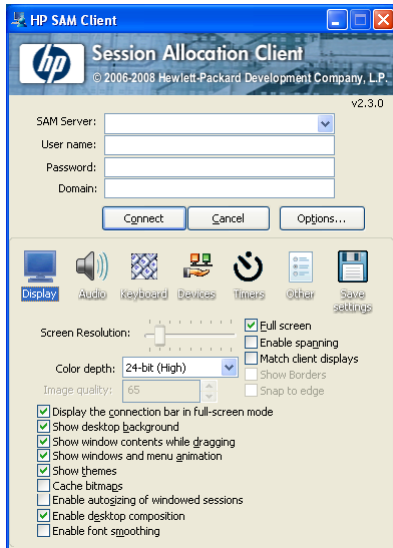 HP SAM Client
hp
Session Allocation Client
© 2006-2008 Hewlett-Packard Development Company, L.P.
v2.3.0
SAM Server:
User name:
Password:
Domain:
Connect Cancel Options...
Display Audio Keyboard Devices Timers Other Save settings
Screen Resolution:
Full screen
Enable spanning
Match client displays
Color depth: 24-bit (High)
Show Borders
Image quality: 65
Snap to edge
Display the connection bar in full-screen mode
Show desktop background
Show window contents while dragging
Show windows and menu animation
Show themes
Cache bitmaps
Enable autosizing of windowed sessions
Enable desktop composition
Enable font smoothing